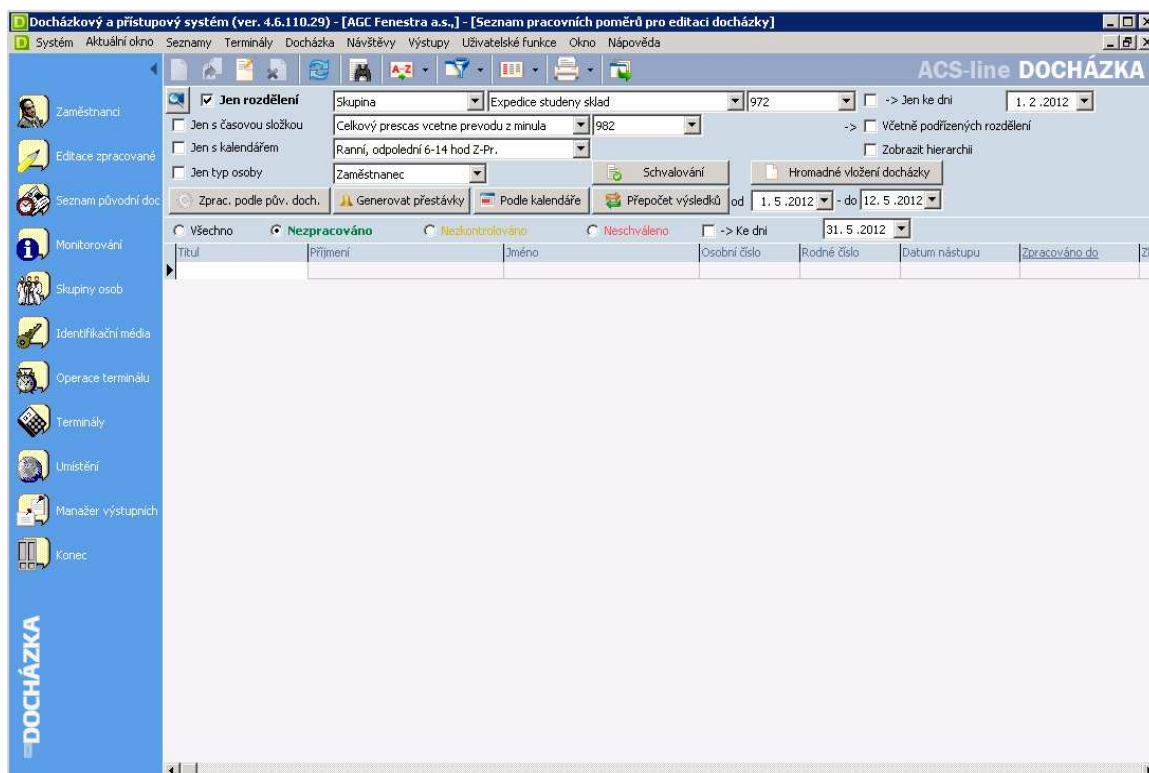 Docházkový a přístupový systém (ver. 4.6.110.29) - [AGC Fenestra a.s.,] - [Seznam pracovních poměrů pro editaci docházky]
Systém Aktuální okno Seznamy Terminály Docházka Návštěvy Výstupy Uživatelské funkce Okno Nápověda
A-Z
ACS-line DOCHÁZKA
Jen rozdělení Skupina Expedice studeny sklad 972 -> Jen ke dni 1. 2 .2012
Jen s časovou složkou Celkový prescas vcetne prevodu z minula 982 -> Včetně podřízených rozdělení
Jen s kalendářem Ranní, odpolední 6-14 hod Z-Pr. Zobrazit hierarchii
Jen typ osoby Zaměstnanec Schvalování Hromadné vložení docházky
Zprac. podle pův. doch. Generovat přestávky Podle kalendáře Přepočet výsledků od 1. 5 .2012 - do 12. 5 .2012
Všechno Nezpracováno Nezkontrolováno Neschváleno -> Ke dni 31. 5 .2012
Titul Příjmení Jméno Osobní číslo Rodné číslo Datum nástupu Zpracováno do
Zaměstnanci
Editace zpracované
Seznam původní doc
Monitorování
Skupiny osob
Identifikační média
Operace terminálu
Terminály
Umístění
Manažer výstupních
Konec
DOCHÁZKA